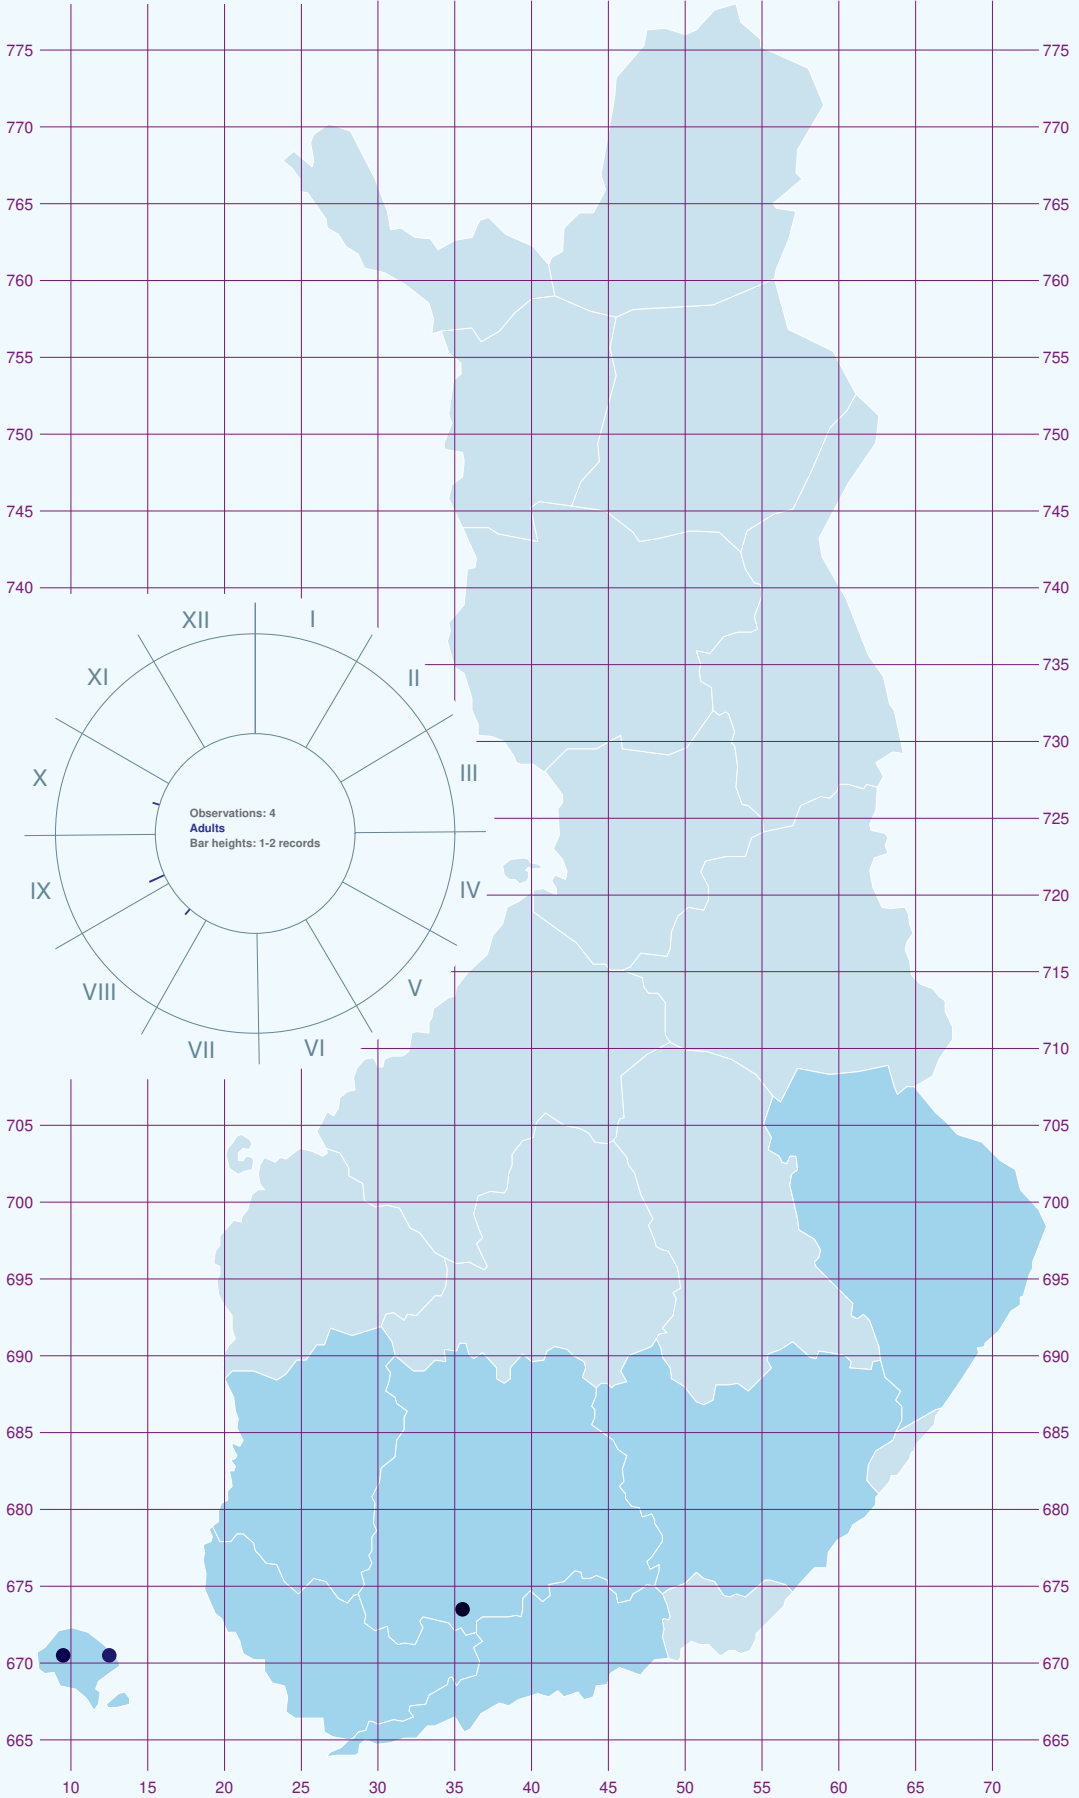 775 775
770 770
765 765
760 760
755 755
750 750
745 745
740 740
XII I
XI II
735
730
X III
725 725
Observations: 4
Adults
Bar heights: 1-2 records
IX IV
720
VIII V
715
VII VI
710
705 705
700 700
695 695
690 690
685 685
680 680
675 675
670 670
665 665
10 15 20 25 30 35 40 45 50 55 60 65 70